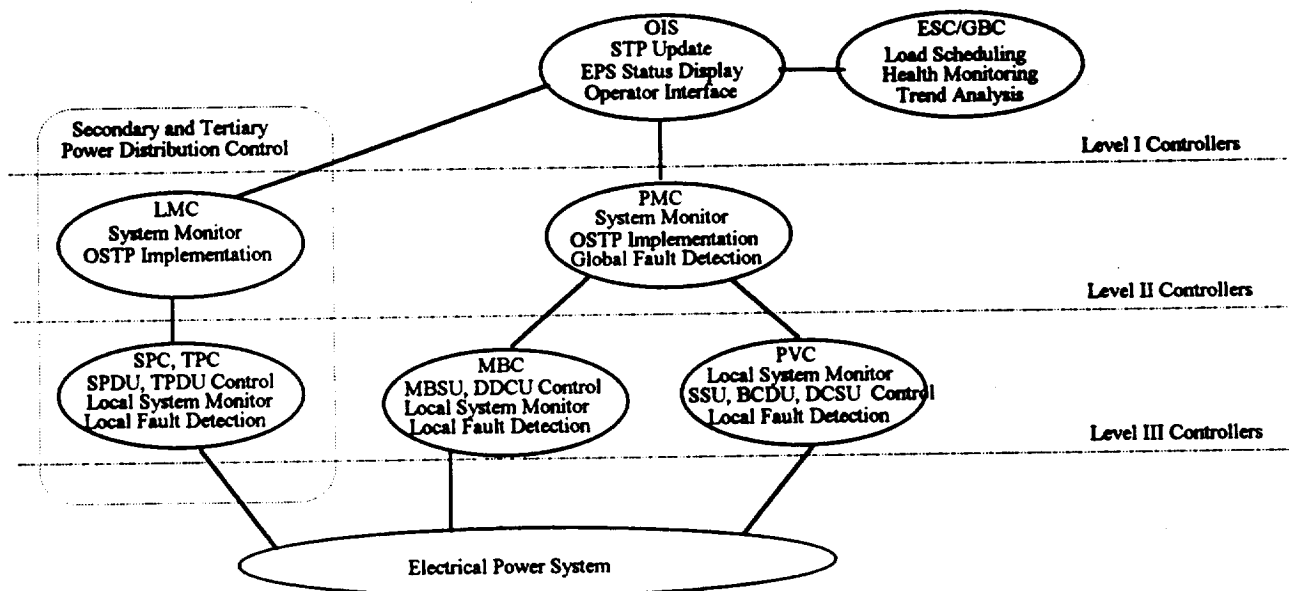 OIS
STP Update
EPS Status Display
Operator Interface
ESC/GBC
Load Scheduling
Health Monitoring
Trend Analysis
Secondary and Tertiary
Power Distribution Control
Level I Controllers
LMC
System Monitor
OSTP Implementation
PMC
System Monitor
OSTP Implementation
Global Fault Detection
Level II Controllers
SPC, TPC
SPDU, TPDU Control
Local System Monitor
Local Fault Detection
MBC
MBSU, DDCU Control
Local System Monitor
Local Fault Detection
PVC
Local System Monitor
SSU, BCDU, DCSU Control
Local Fault Detection
Level III Controllers
Electrical Power System